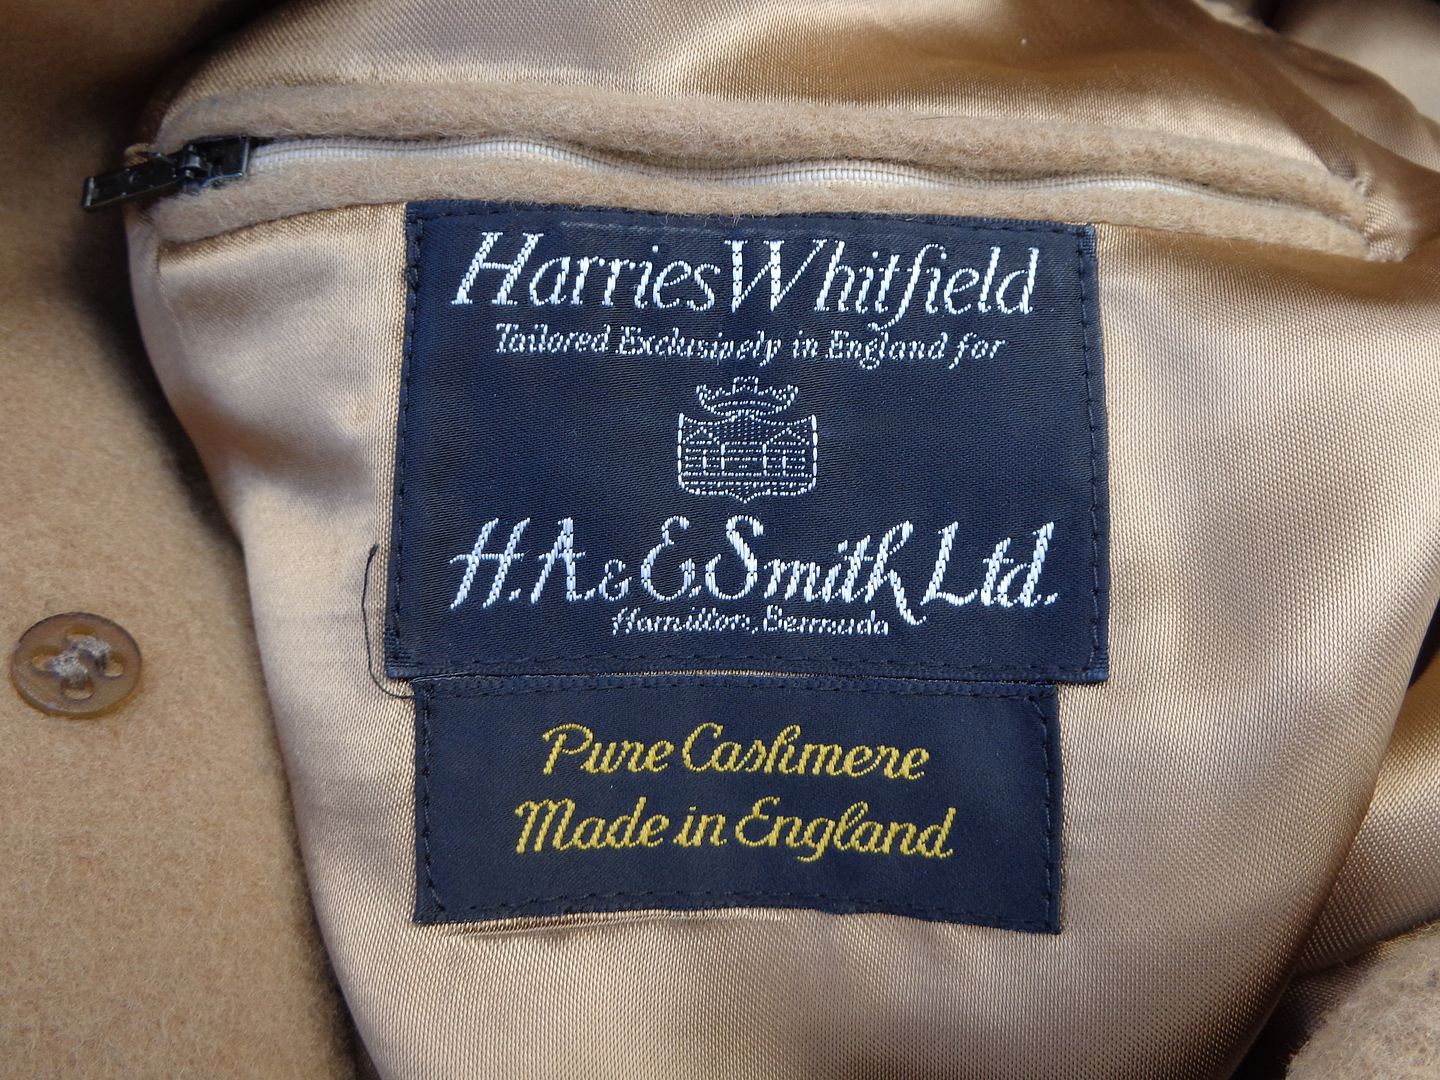 Harries Whitfield
Tailored Exclusively in England for
H.A & E Smith Ltd.
Hamilton, Bermuda
Pure Cashmere
Made in England